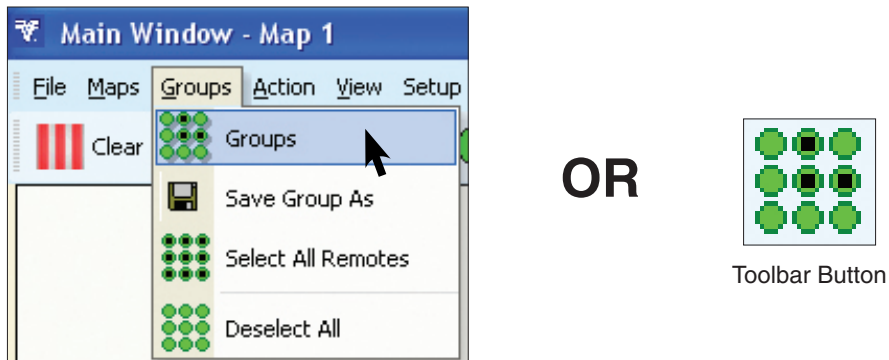 Main Window - Map 1
File Maps Groups Action View Setup
Clear
Groups
Save Group As
Select All Remotes
Deselect All
OR
Toolbar Button